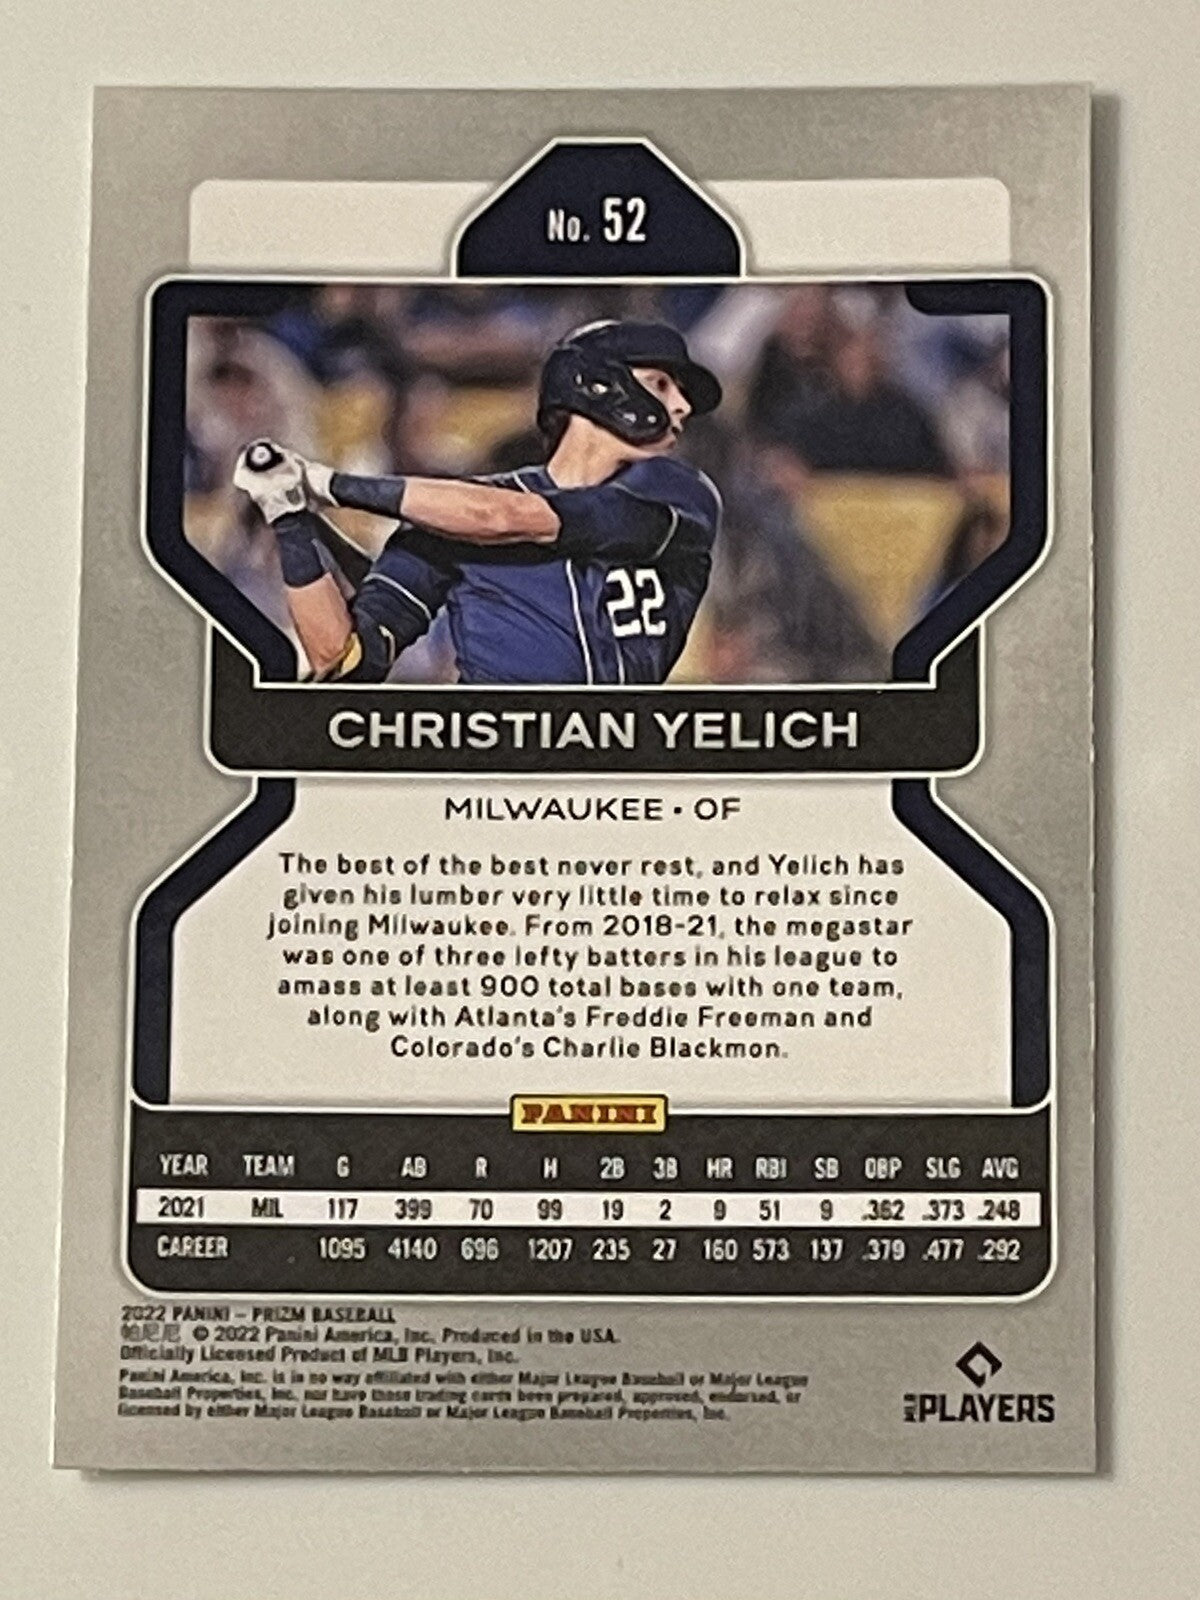 No. 52
22
CHRISTIAN YELICH
MILWAUKEE • OF
The best of the best never rest, and Yelich has
given his lumber very little time to relax since
joining Milwaukee. From 2018-21, the megastar
was one of three lefty batters in his league to
amass at least 900 total bases with one team,
along with Atlanta's Freddie Freeman and
Colorado's Charlie Blackmon.
PANINI
YEAR TEAM G AB R H 2B 3B HR RBI SB OBP SLG AVG
2021 MIL 117 399 70 99 19 2 9 51 9 .362 .373 .248
CAREER 1095 4140 696 1207 235 27 160 573 137 .379 .477 .292
2022 PANINI – PRIZM BASEBALL
帕尼尼 © 2022 Panini America, Inc. Produced in the USA.
Officially Licensed Product of MLB Players, Inc.
Panini America, Inc. is in no way affiliated with either Major League Baseball or Major League
Baseball Properties, Inc. nor have these trading cards been prepared, approved, endorsed, or
licensed by either Major League Baseball or Major League Baseball Properties, Inc.
MLB PLAYERS